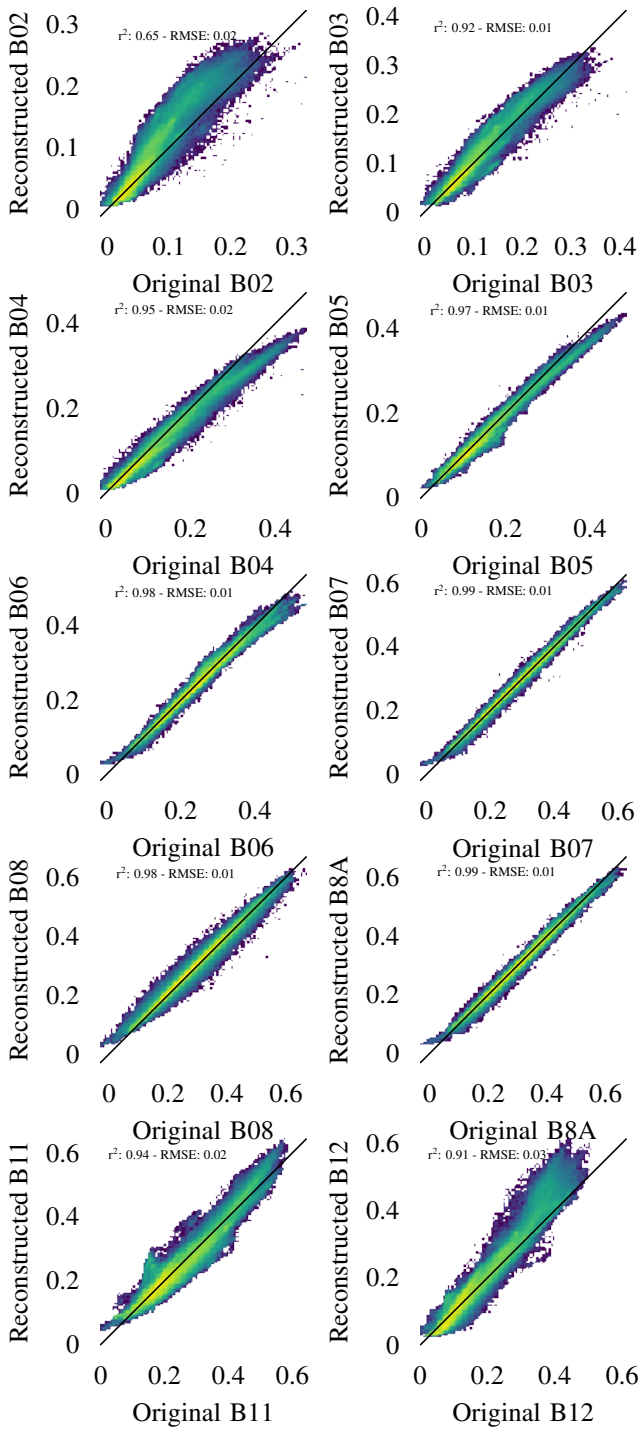 r²: 0.65 - RMSE: 0.02
Reconstructed B02
0.3
0.2
0.1
0
0 0.1 0.2 0.3
Original B02
r²: 0.92 - RMSE: 0.01
Reconstructed B03
0.4
0.3
0.2
0.1
0
0 0.1 0.2 0.3 0.4
Original B03
r²: 0.95 - RMSE: 0.02
Reconstructed B04
0.4
0.2
0
0 0.2 0.4
Original B04
r²: 0.97 - RMSE: 0.01
Reconstructed B05
0.4
0.2
0
0 0.2 0.4
Original B05
r²: 0.98 - RMSE: 0.01
Reconstructed B06
0.4
0.2
0
0 0.2 0.4
Original B06
r²: 0.99 - RMSE: 0.01
Reconstructed B07
0.6
0.4
0.2
0
0 0.2 0.4 0.6
Original B07
r²: 0.98 - RMSE: 0.01
Reconstructed B08
0.6
0.4
0.2
0
0 0.2 0.4 0.6
Original B08
r²: 0.99 - RMSE: 0.01
Reconstructed B8A
0.6
0.4
0.2
0
0 0.2 0.4 0.6
Original B8A
r²: 0.94 - RMSE: 0.02
Reconstructed B11
0.6
0.4
0.2
0
0 0.2 0.4 0.6
Original B11
r²: 0.91 - RMSE: 0.03
Reconstructed B12
0.6
0.4
0.2
0
0 0.2 0.4 0.6
Original B12